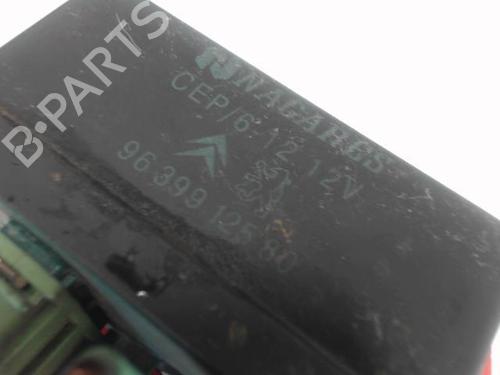 NAGARES
CEP/6-12 12V
96 399 125 80
B-PARTS